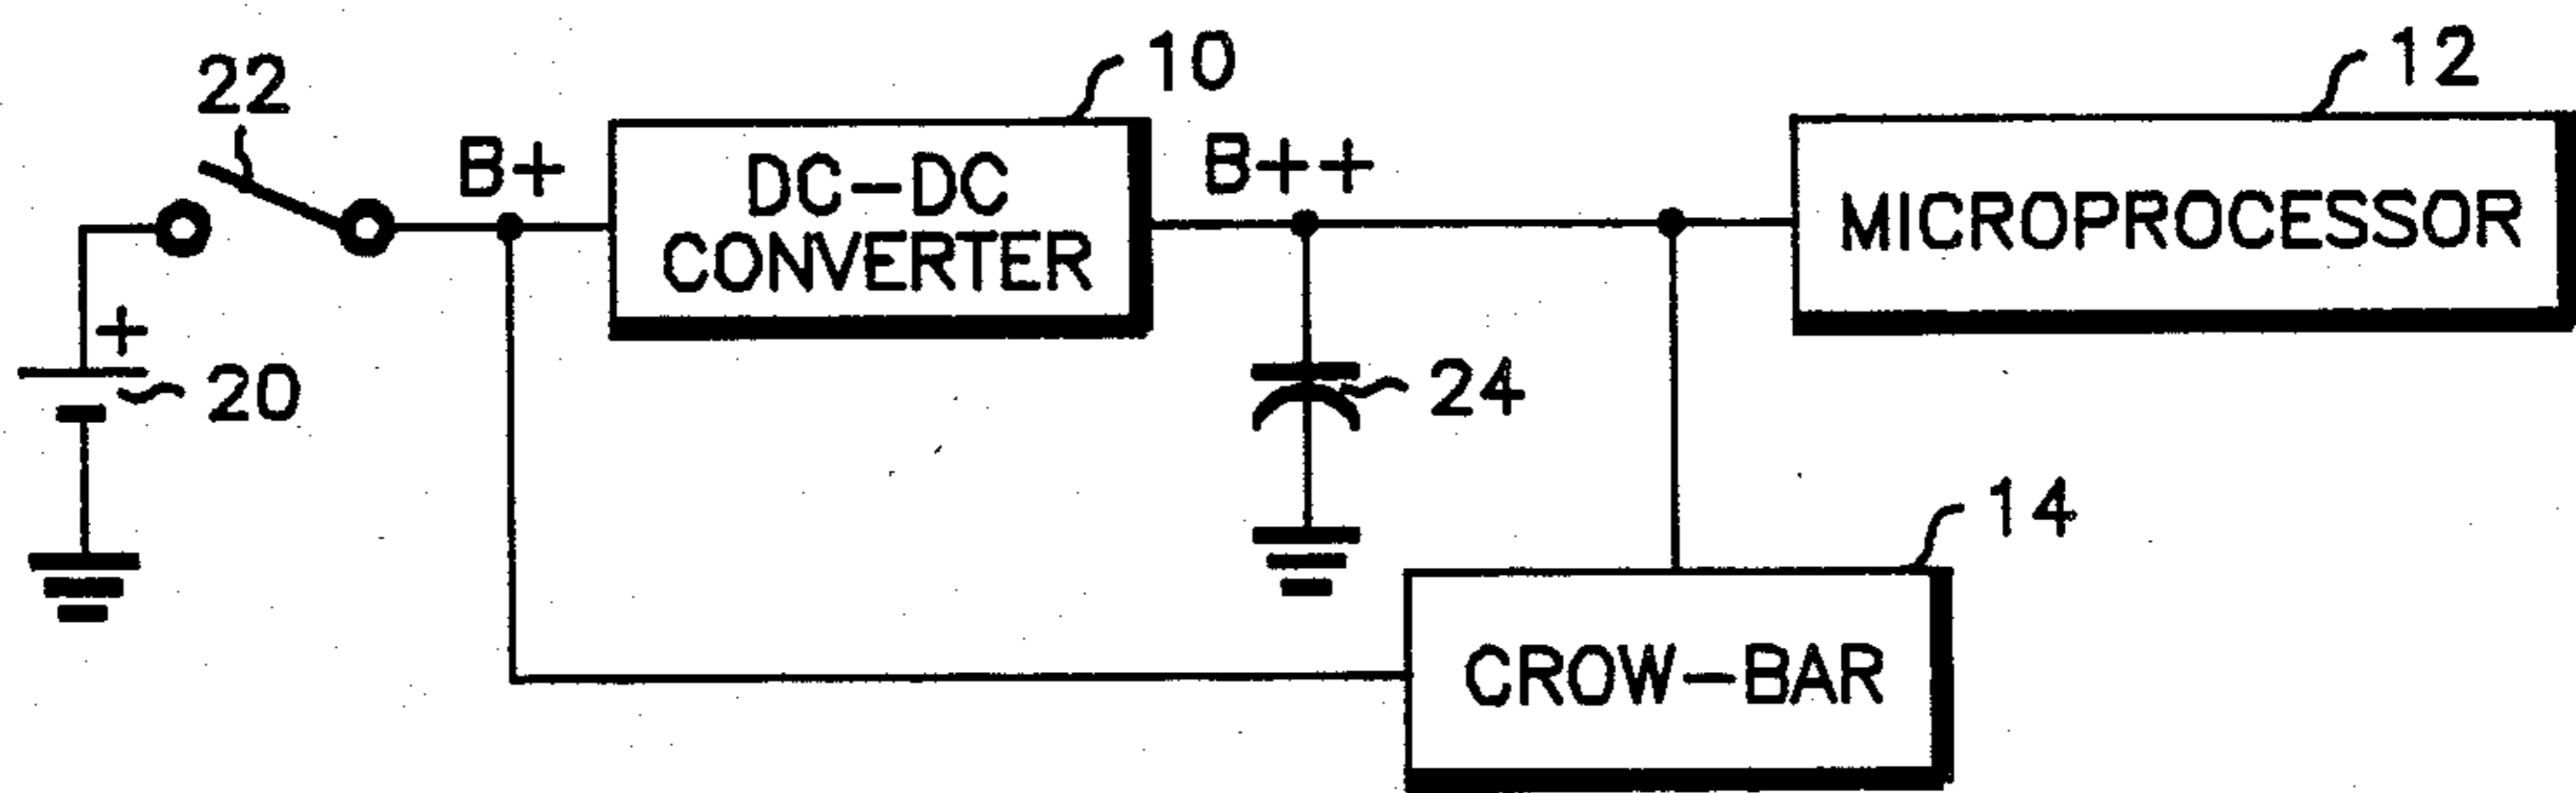 22
B+
DC-DC
CONVERTER
10
B++
MICROPROCESSOR
12
+
20
24
CROW-BAR
14